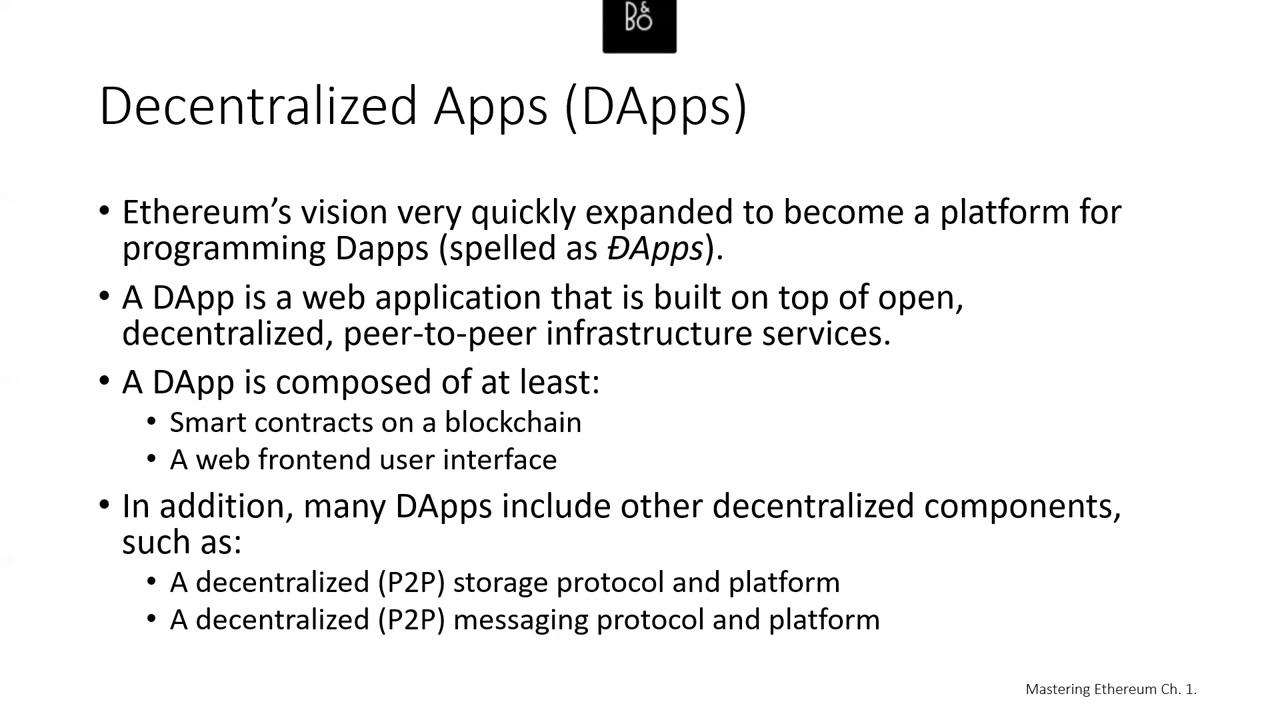 D&
BO
Decentralized Apps (DApps)
• Ethereum’s vision very quickly expanded to become a platform for
programming Dapps (spelled as ĐApps).
• A DApp is a web application that is built on top of open,
decentralized, peer-to-peer infrastructure services.
• A DApp is composed of at least:
• Smart contracts on a blockchain
• A web frontend user interface
• In addition, many DApps include other decentralized components,
such as:
• A decentralized (P2P) storage protocol and platform
• A decentralized (P2P) messaging protocol and platform
Mastering Ethereum Ch. 1.